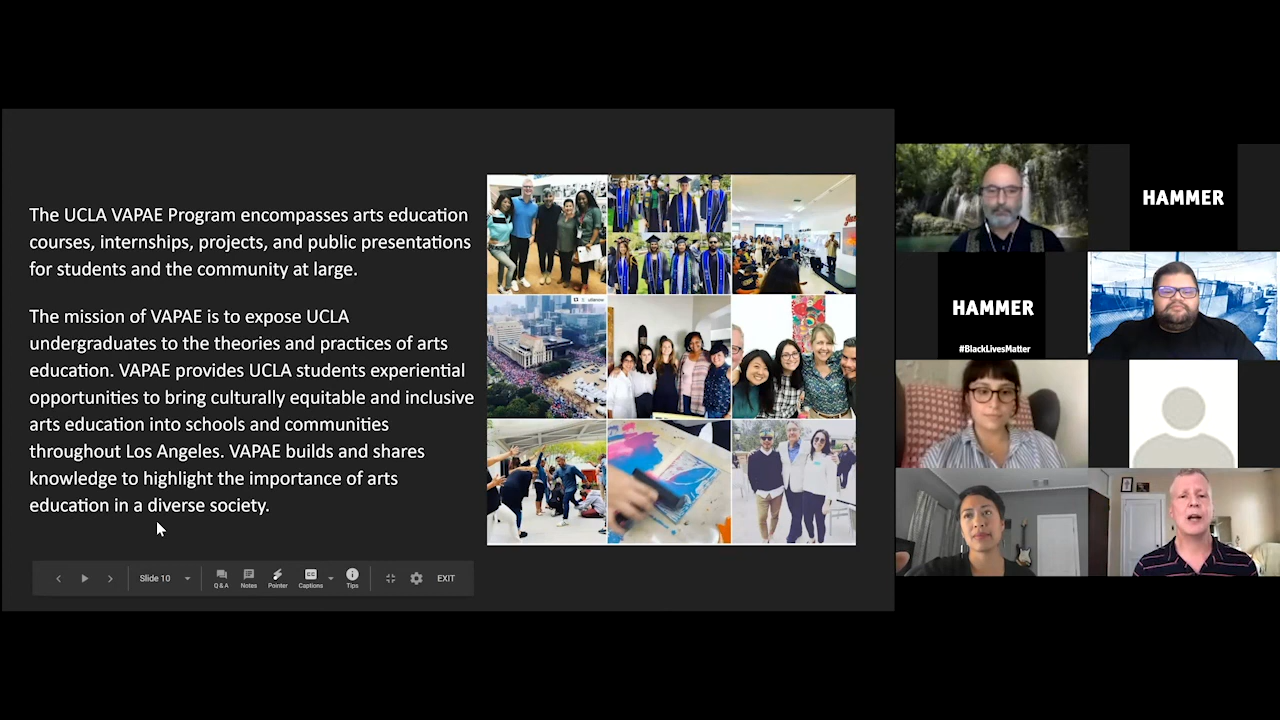 The UCLA VAPAE Program encompasses arts education
courses, internships, projects, and public presentations
for students and the community at large.
The mission of VAPAE is to expose UCLA
undergraduates to the theories and practices of arts
education. VAPAE provides UCLA students experiential
opportunities to bring culturally equitable and inclusive
arts education into schools and communities
throughout Los Angeles. VAPAE builds and shares
knowledge to highlight the importance of arts
education in a diverse society.
Slide 10
Q & A
Notes
Pointer
Captions
Tips
EXIT
HAMMER
HAMMER
#BlackLivesMatter